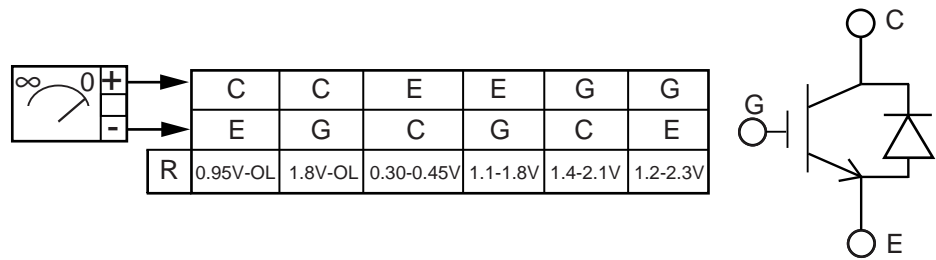 ∞ 0 +
-
C C E E G G
E G C G C E
R 0.95V-OL 1.8V-OL 0.30-0.45V 1.1-1.8V 1.4-2.1V 1.2-2.3V
C
G
E